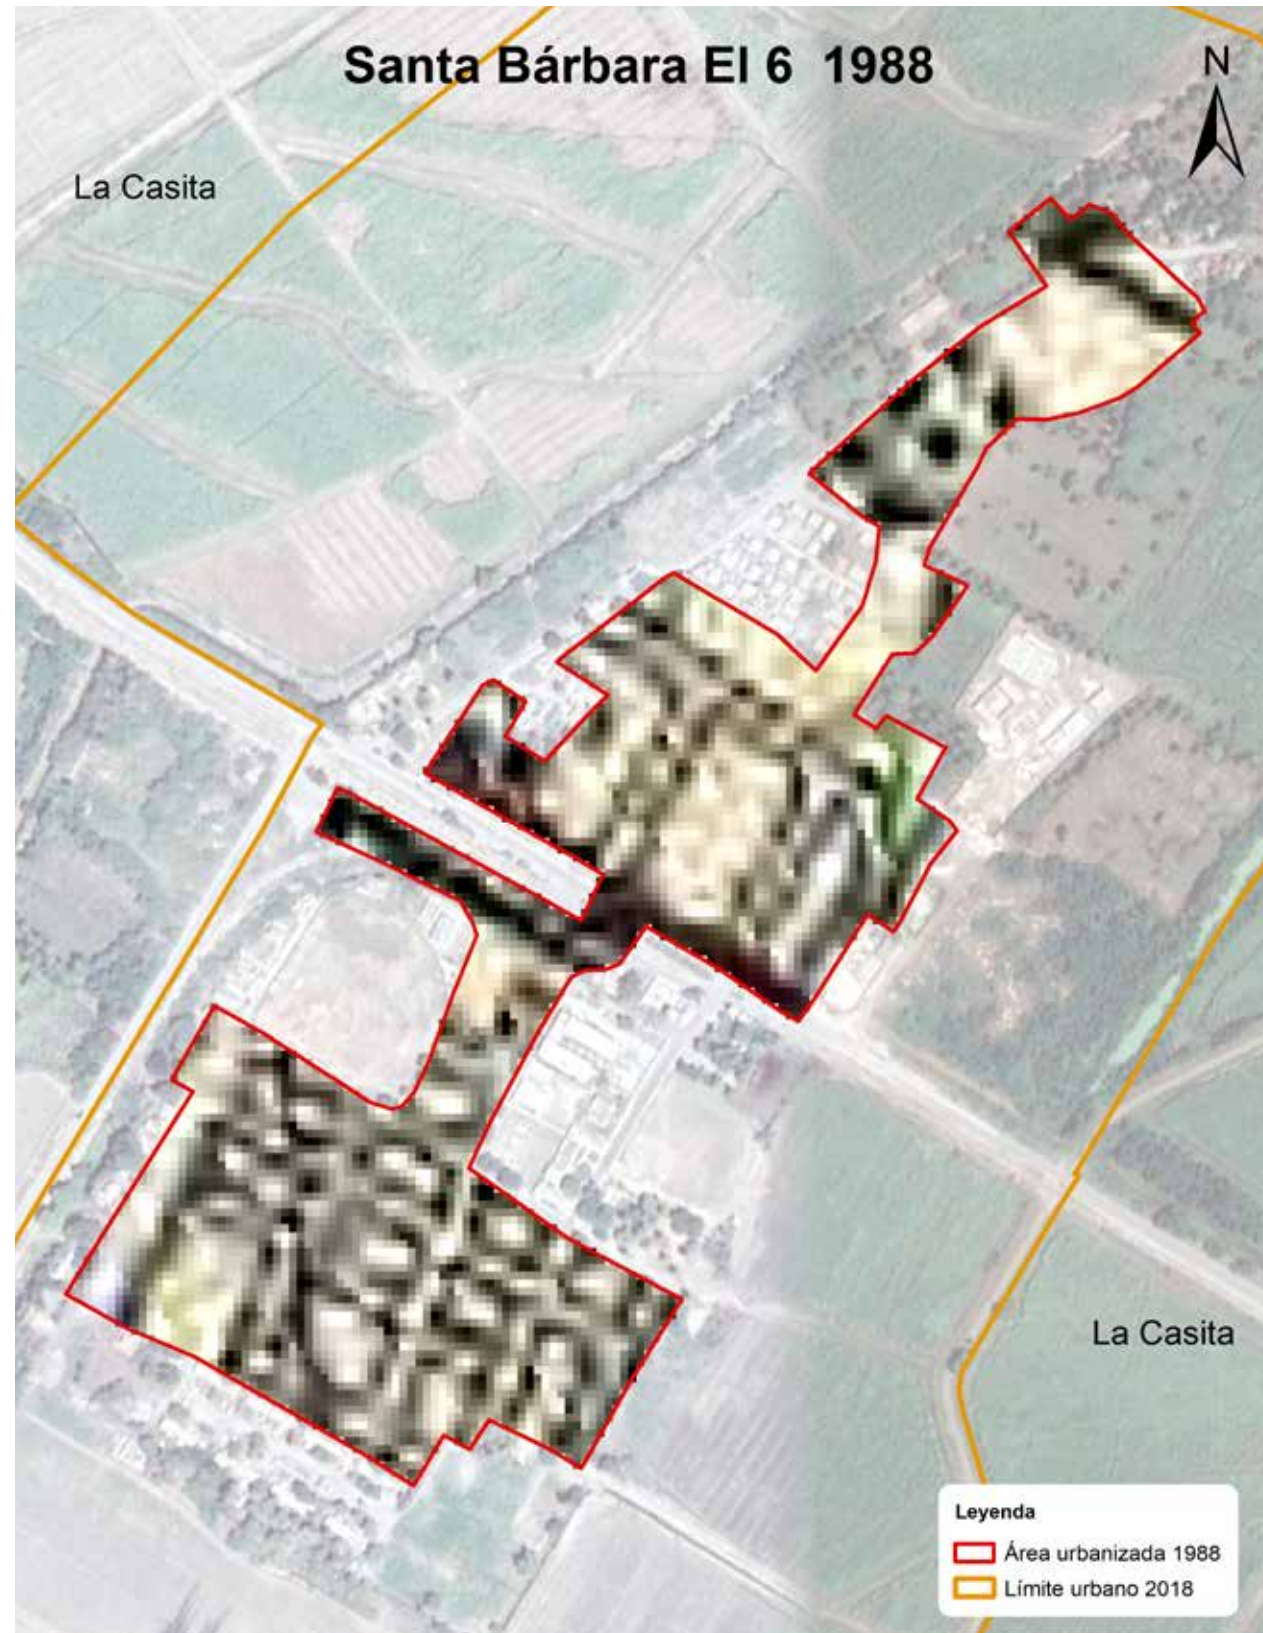 Santa Bárbara El 6 1988
N
La Casita
La Casita
Leyenda
Área urbanizada 1988
Límite urbano 2018